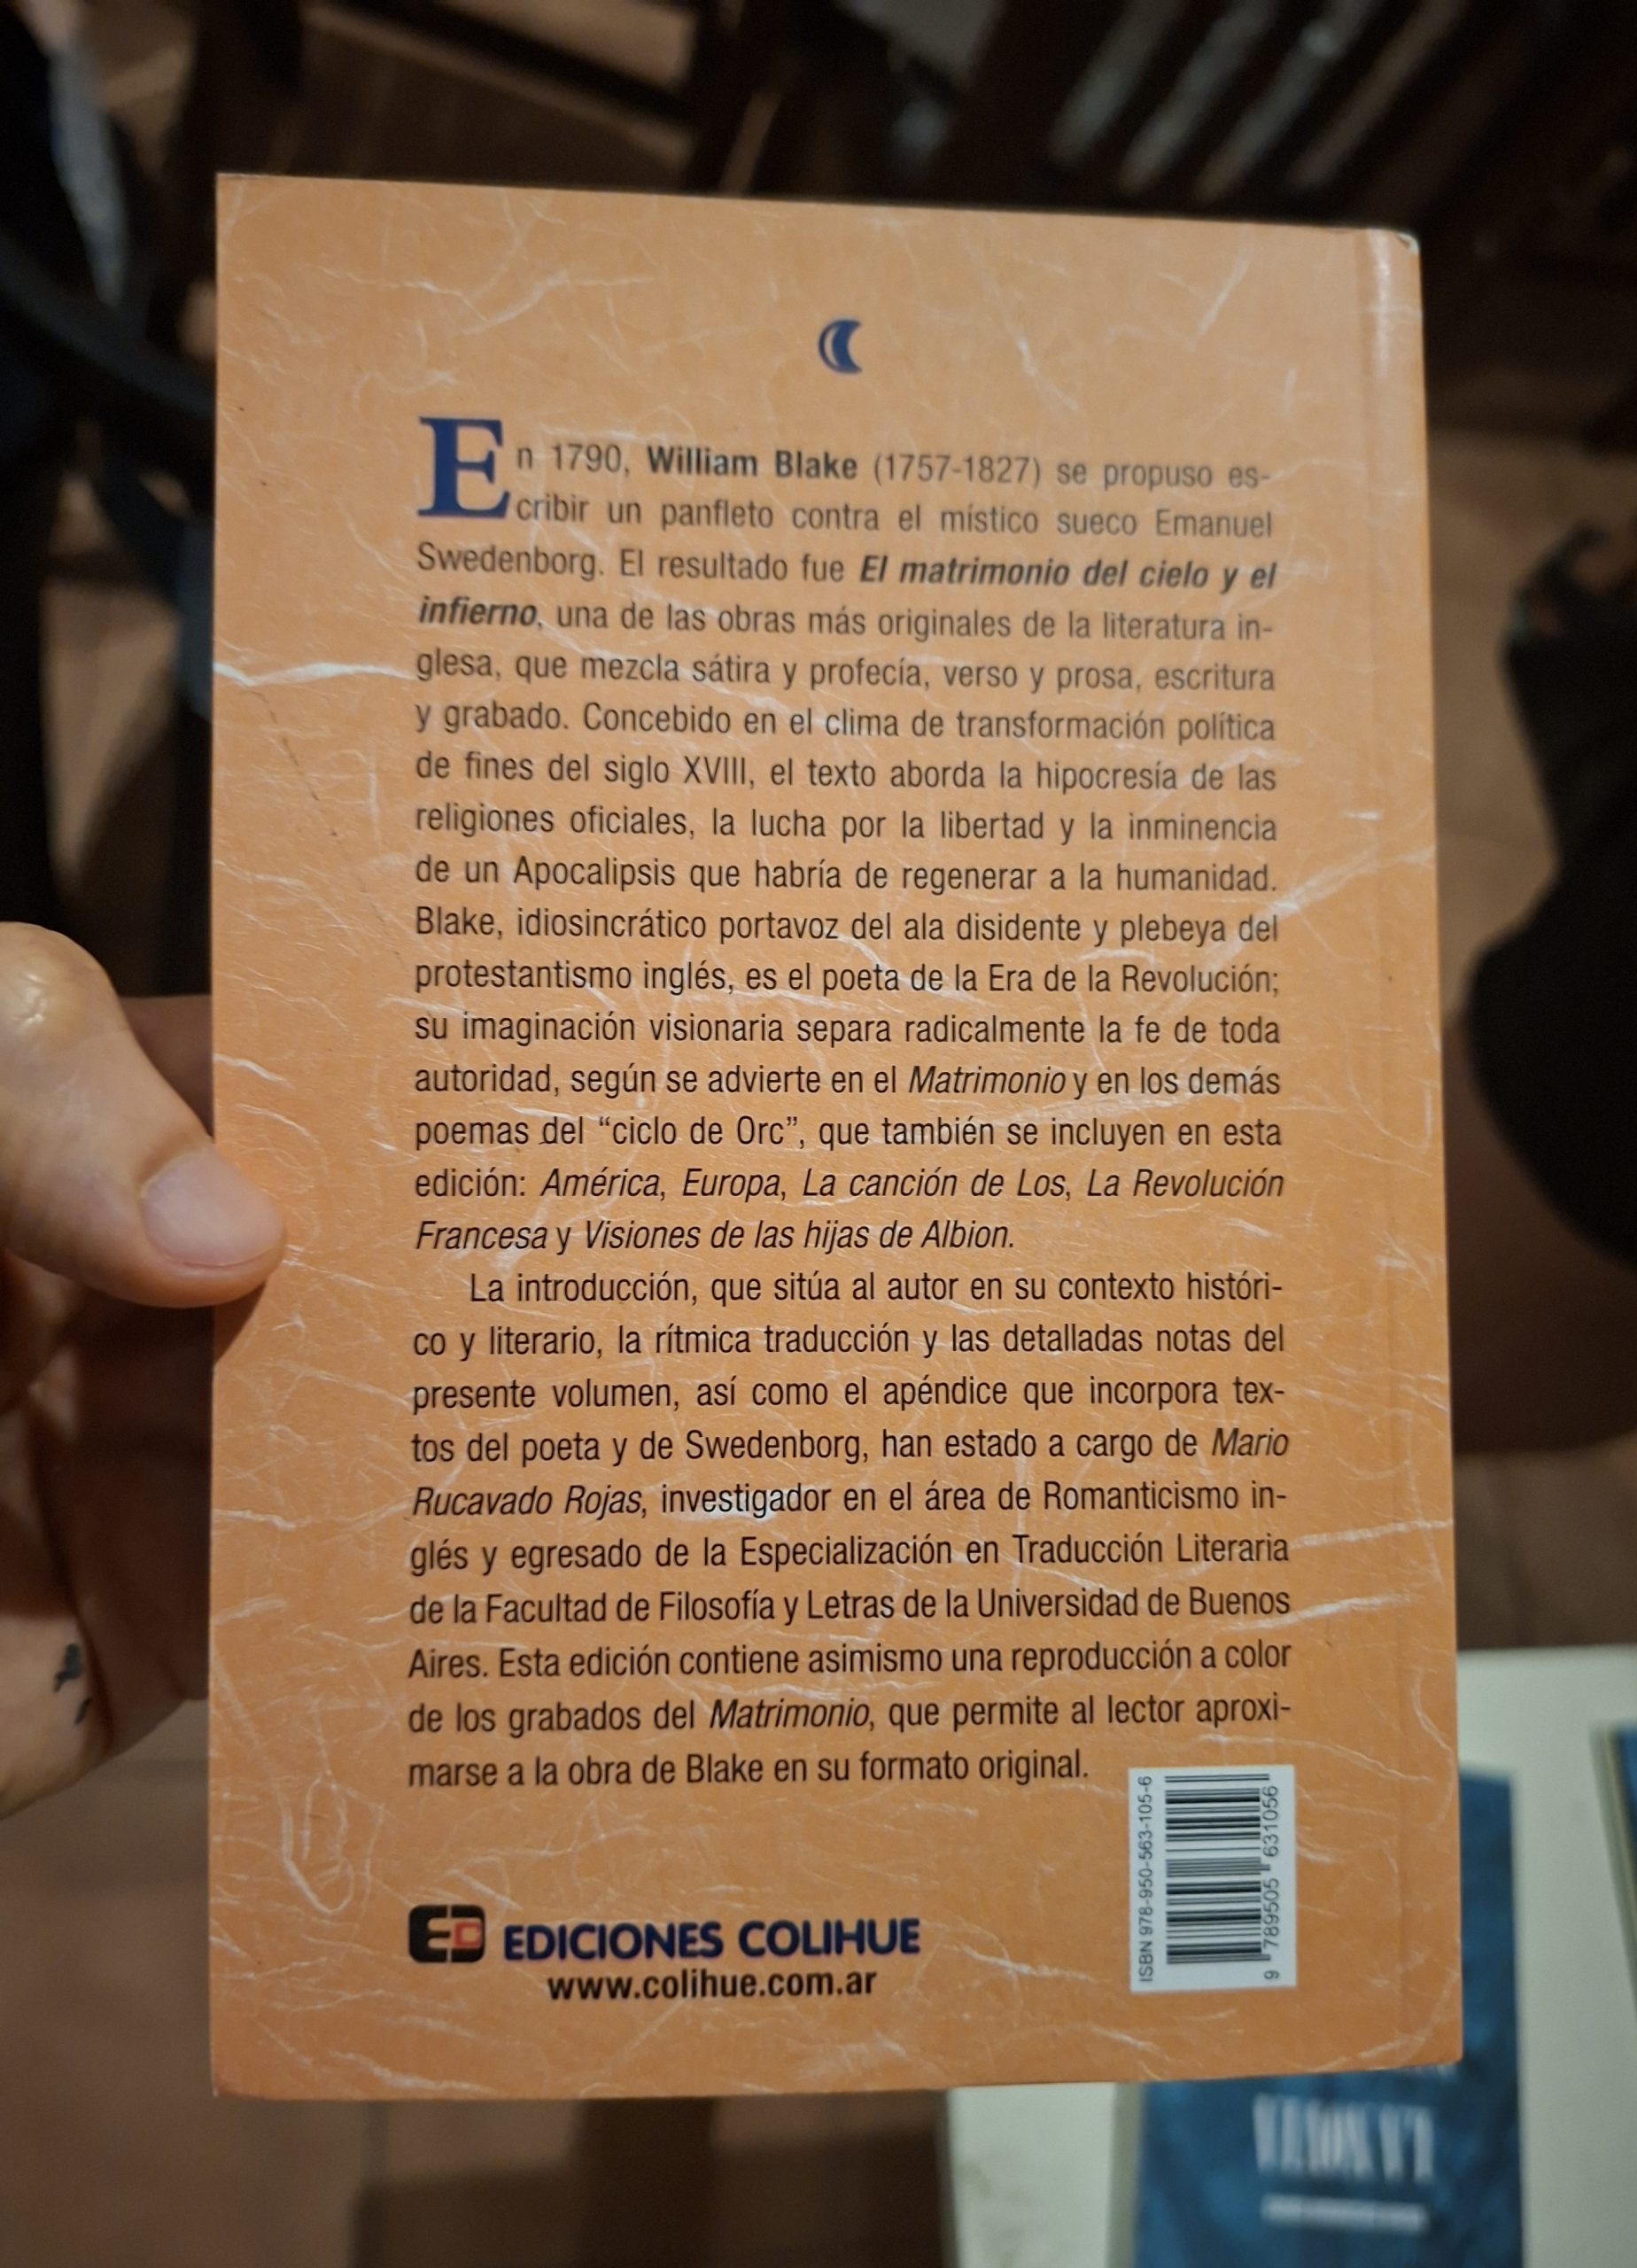 En 1790, William Blake (1757-1827) se propuso es-
cribir un panfleto contra el místico sueco Emanuel
Swedenborg. El resultado fue El matrimonio del cielo y el
infierno, una de las obras más originales de la literatura in-
glesa, que mezcla sátira y profecía, verso y prosa, escritura
y grabado. Concebido en el clima de transformación política
de fines del siglo XVIII, el texto aborda la hipocresía de las
religiones oficiales, la lucha por la libertad y la inminencia
de un Apocalipsis que habría de regenerar a la humanidad.
Blake, idiosincrático portavoz del ala disidente y plebeya del
protestantismo inglés, es el poeta de la Era de la Revolución;
su imaginación visionaria separa radicalmente la fe de toda
autoridad, según se advierte en el Matrimonio y en los demás
poemas del “ciclo de Orc”, que también se incluyen en esta
edición: América, Europa, La canción de Los, La Revolución
Francesa y Visiones de las hijas de Albion.
La introducción, que sitúa al autor en su contexto históri-
co y literario, la rítmica traducción y las detalladas notas del
presente volumen, así como el apéndice que incorpora tex-
tos del poeta y de Swedenborg, han estado a cargo de Mario
Rucavado Rojas, investigador en el área de Romanticismo in-
glés y egresado de la Especialización en Traducción Literaria
de la Facultad de Filosofía y Letras de la Universidad de Buenos
Aires. Esta edición contiene asimismo una reproducción a color
de los grabados del Matrimonio, que permite al lector aproxi-
marse a la obra de Blake en su formato original.
ISBN 978-950-563-105-6
9 789505 631056
EDICIONES COLIHUE
www.colihue.com.ar